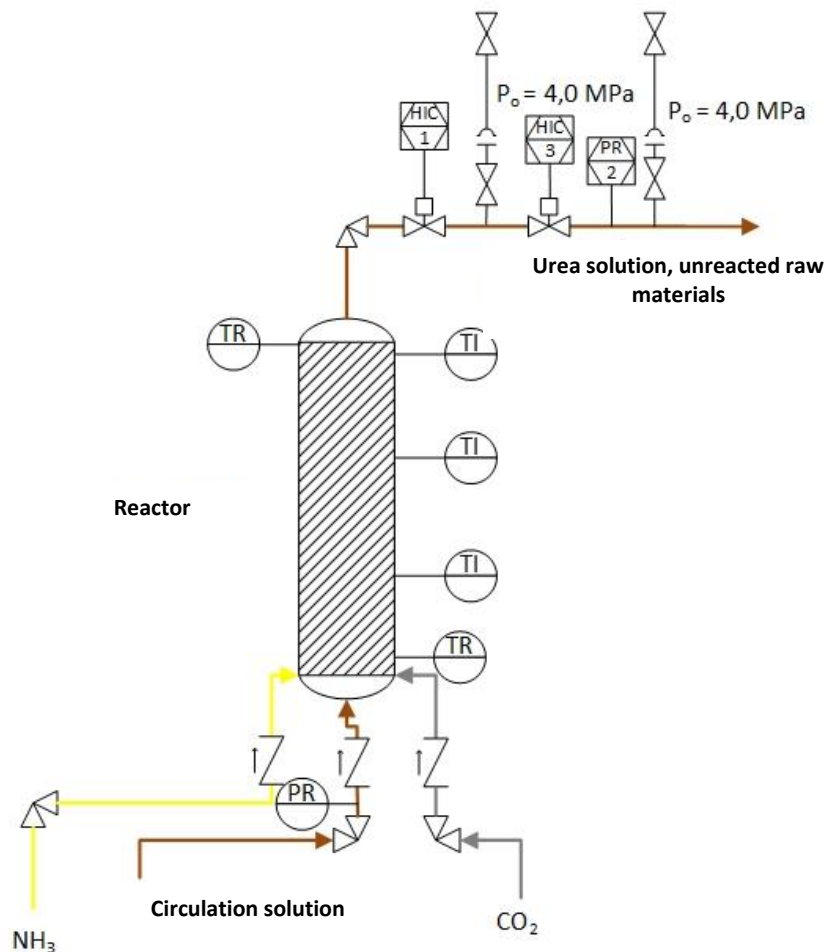 Pₒ = 4,0 MPa
Pₒ = 4,0 MPa
HIC
1
HIC
3
PR
2
Urea solution, unreacted raw
materials
TR
TI
TI
Reactor
TI
TR
PR
Circulation solution
NH₃
CO₂